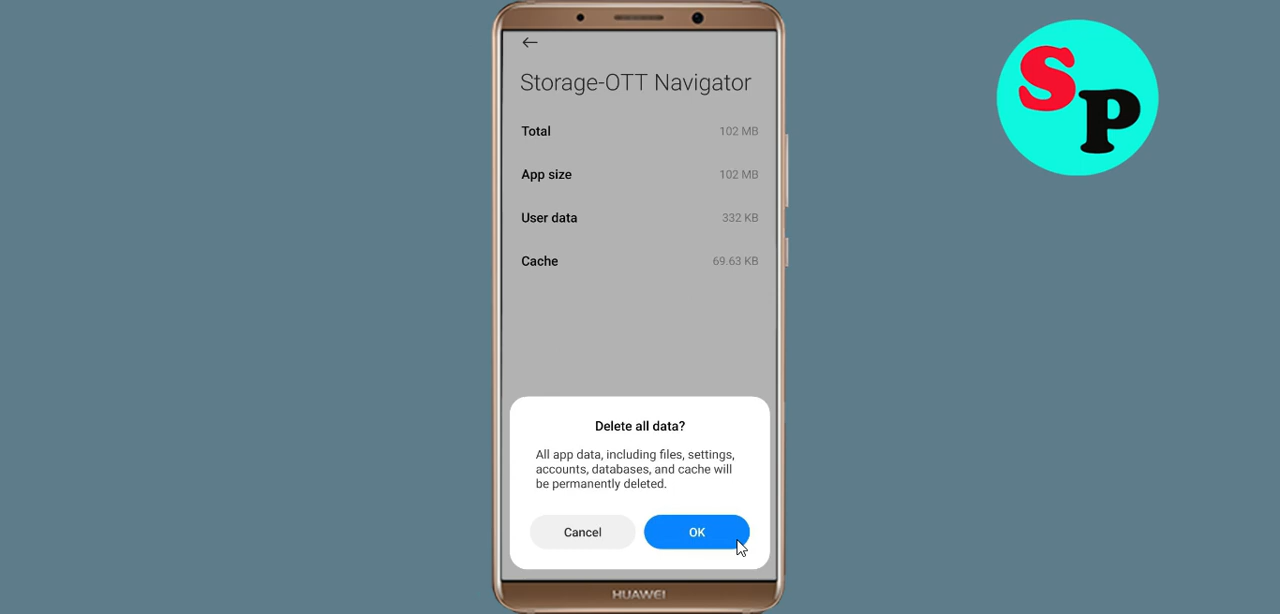 Storage-OTT Navigator
Total 102 MB
App size 102 MB
User data 332 KB
Cache 69.63 KB
Delete all data?
All app data, including files, settings,
accounts, databases, and cache will
be permanently deleted.
Cancel OK
HUAWEI
SP